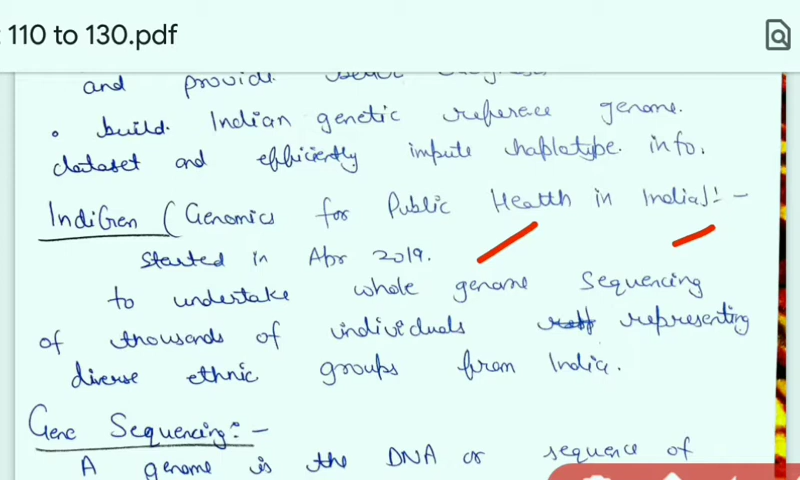 110 to 130.pdf
and provide
• build Indian genetic reference genome.
dataset and efficiently impute haplotype info.
IndiGen (Genomics for Public Health in India):-
started in Apr 2019.
to undertake whole genome sequencing
of thousands of individuals representing
diverse ethnic groups from India.
Gene Sequencing:-
A genome is the DNA or sequence of